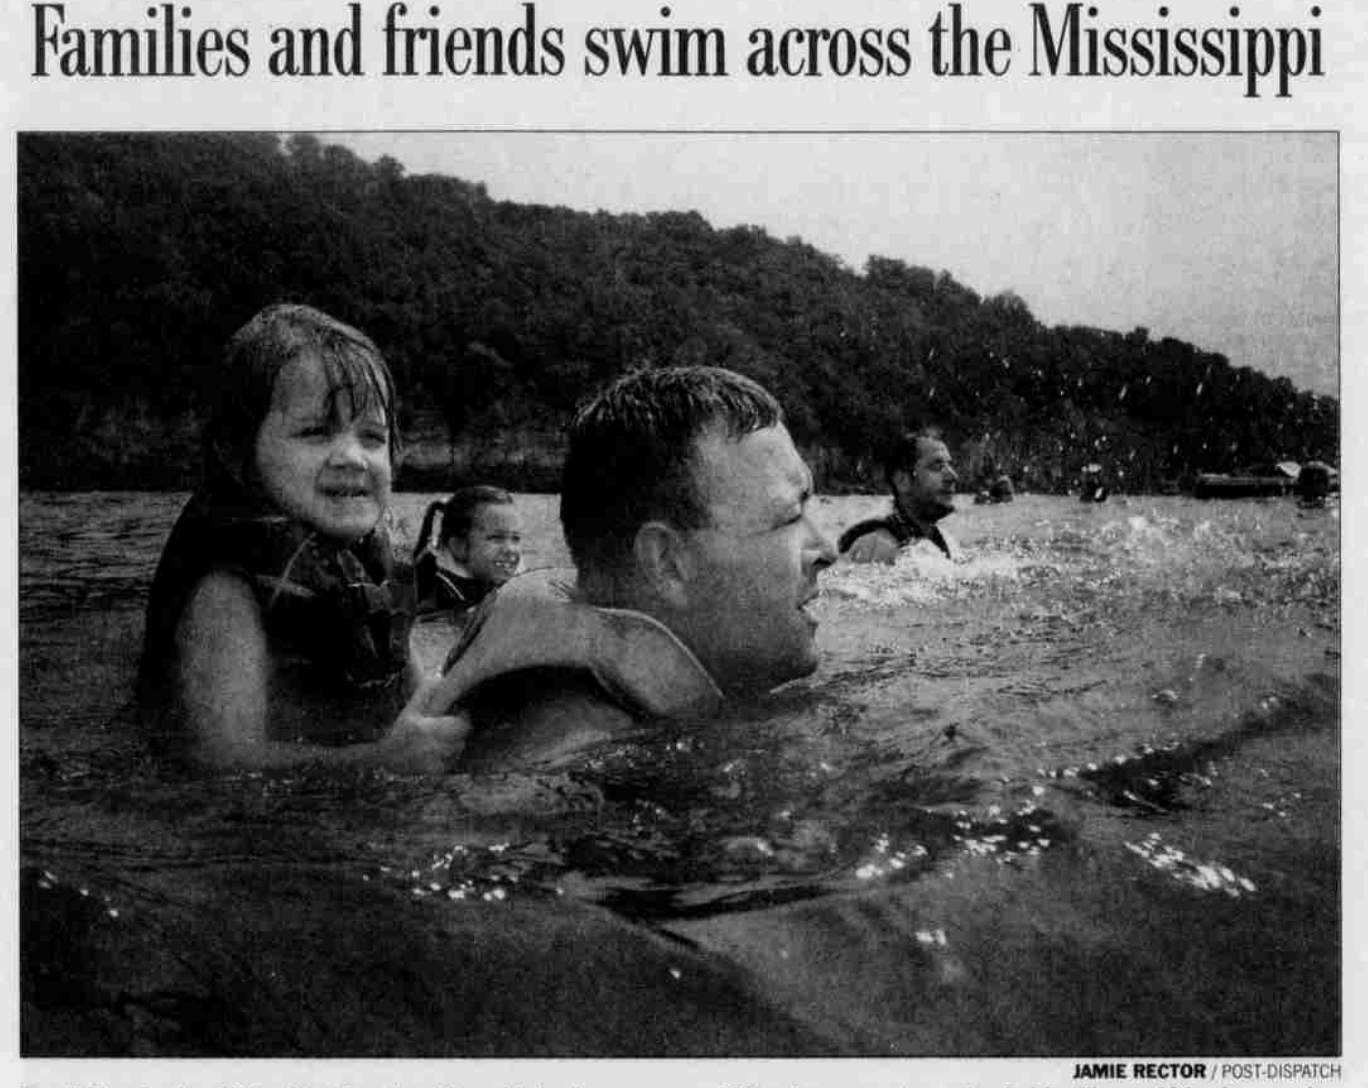 Families and friends swim across the Mississippi
JAMIE RECTOR / POST-DISPATCH